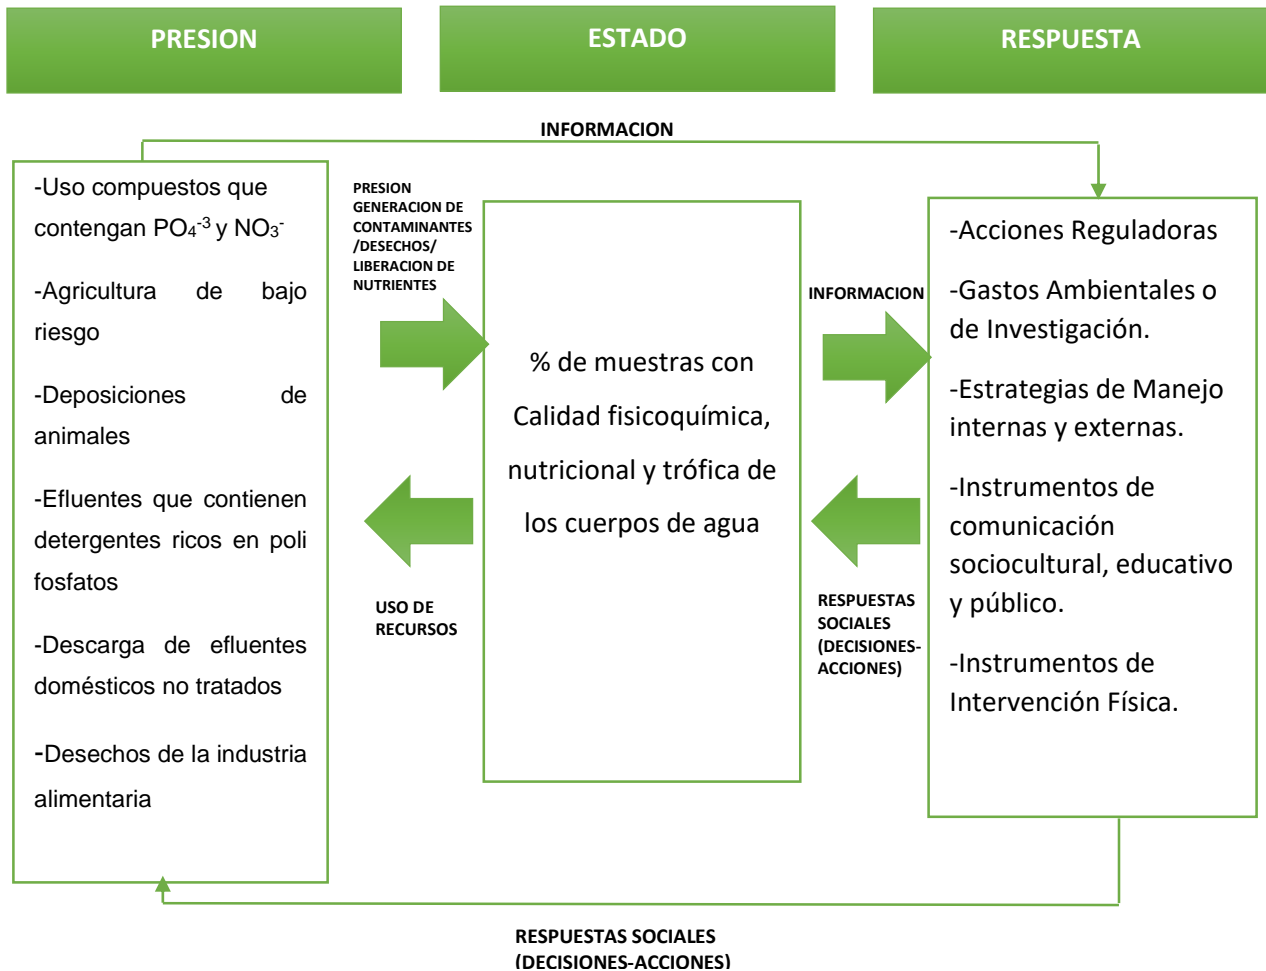 PRESION
ESTADO
RESPUESTA
INFORMACION
-Uso compuestos que
contengan PO₄⁻³ y NO₃⁻
-Agricultura de bajo
riesgo
-Deposiciones de
animales
-Efluentes que contienen
detergentes ricos en poli
fosfatos
-Descarga de efluentes
domésticos no tratados
-Desechos de la industria
alimentaria
PRESION
GENERACION DE
CONTAMINANTES
/DESECHOS/
LIBERACION DE
NUTRIENTES
USO DE
RECURSOS
% de muestras con
Calidad fisicoquímica,
nutricional y trófica de
los cuerpos de agua
INFORMACION
RESPUESTAS
SOCIALES
(DECISIONES-
ACCIONES)
-Acciones Reguladoras
-Gastos Ambientales o
de Investigación.
-Estrategias de Manejo
internas y externas.
-Instrumentos de
comunicación
sociocultural, educativo
y público.
-Instrumentos de
Intervención Física.
RESPUESTAS SOCIALES
(DECISIONES-ACCIONES)